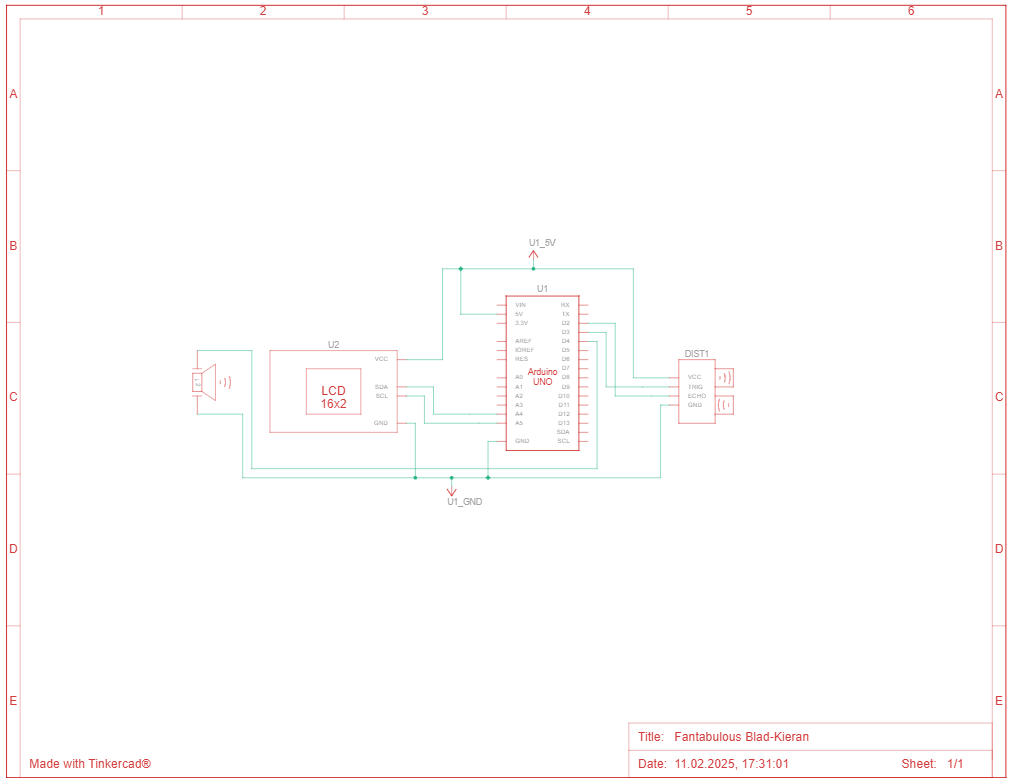 1 2 3 4 5 6
A A
U1_5V
B B
U1
VIN RX
5V TX
3.3V D2
D3
AREF D4
IOREF D5
RES D6
D7
A0 D8
A1 D9
A2 D10
A3 D11
A4 D12
A5 D13
SDA
GND SCL
Arduino
UNO
U2
VCC
LCD
16x2
SDA
SCL
GND
DIST1
VCC
TRIG
ECHO
GND
C C
U1_GND
D D
E E
Title: Fantabulous Blad-Kieran
Date: 11.02.2025, 17:31:01 Sheet: 1/1
Made with Tinkercad®